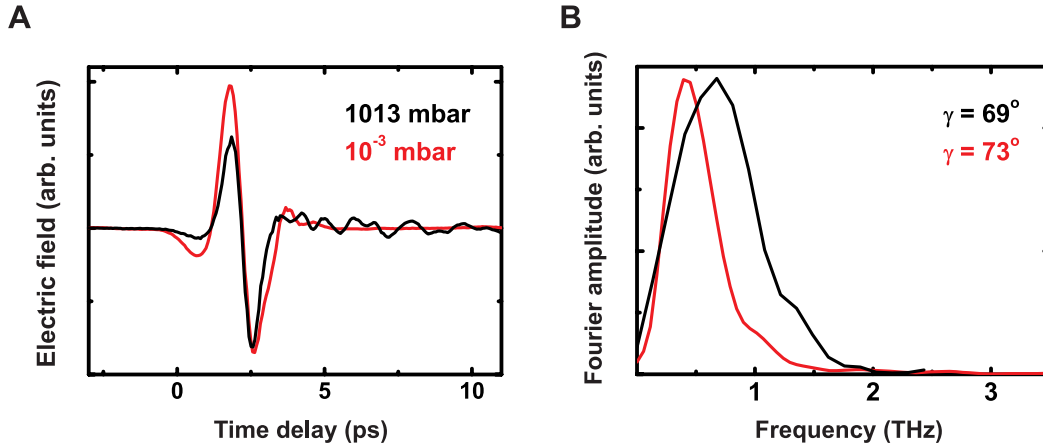 A
Electric field (arb. units)
1013 mbar
10⁻³ mbar
0
5
10
Time delay (ps)
B
Fourier amplitude (arb. units)
γ = 69°
γ = 73°
1
2
3
Frequency (THz)